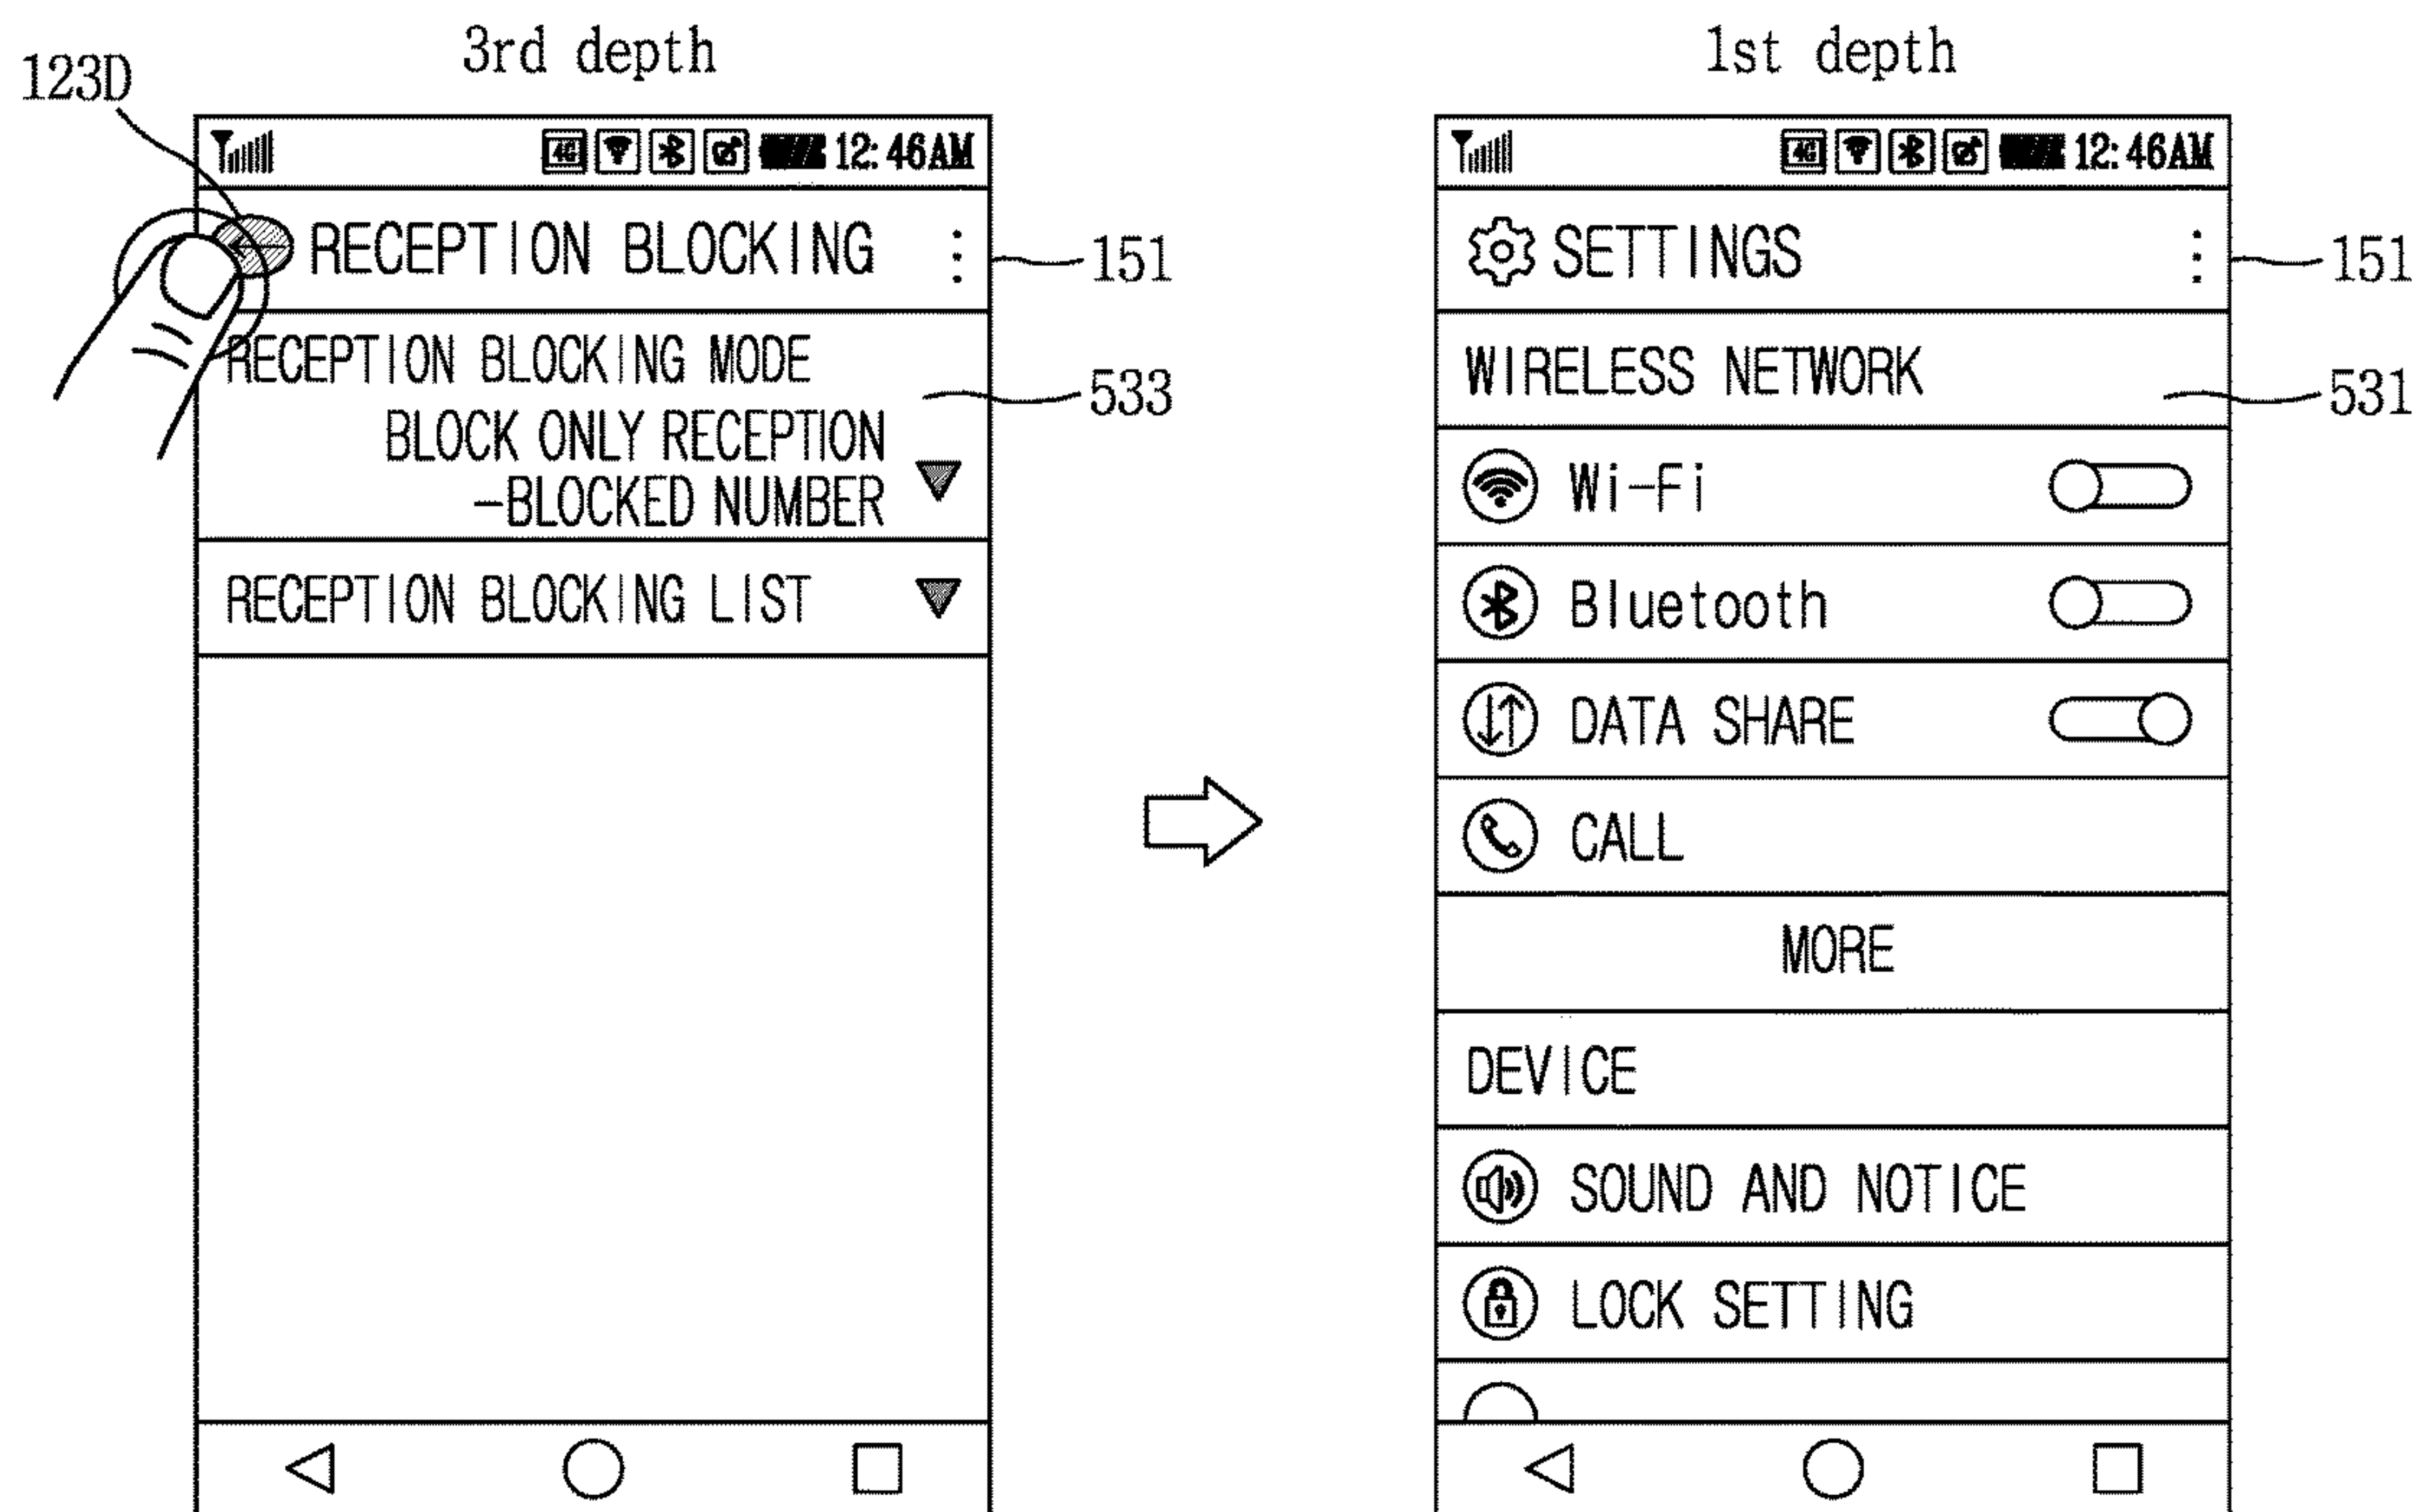 3rd depth
123D
4G 12:46AM
RECEPTION BLOCKING
151
RECEPTION BLOCKING MODE
533
BLOCK ONLY RECEPTION
-BLOCKED NUMBER
RECEPTION BLOCKING LIST
1st depth
4G 12:46AM
SETTINGS
151
WIRELESS NETWORK
531
Wi-Fi
Bluetooth
DATA SHARE
CALL
MORE
DEVICE
SOUND AND NOTICE
LOCK SETTING